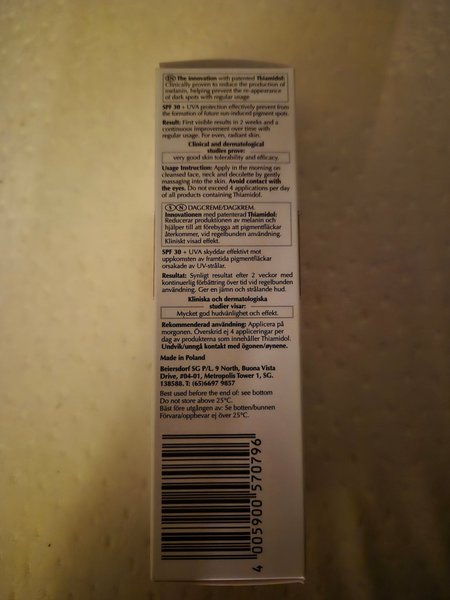 EN The Innovation with patented Thiamidol:
Clinically proven to reduce the production of
melanin, helping prevent the re-appearance
of dark spots with regular usage
SPF 30 + UVA protection effectively prevent from
the formation of future sun-induced pigment spots.
Result: First visible results in 2 weeks and a
continuous improvement over time with
regular usage. For even, radiant skin.
Clinical and dermatological
studies prove:
very good skin tolerability and efficacy.
Usage Instruction: Apply in the morning on
cleansed face, neck and decolleté by gently
massaging into the skin. Avoid contact with
the eyes. Do not exceed 4 applications per day
of all products containing Thiamidol.
S N DAGCREME/DAGKREM.
Innovationen med patenterad Thiamidol:
Reducerar produktionen av melanin och
hjälper till att förebygga att pigmentfläckar
återkommer, vid regelbunden användning.
Kliniskt visad effekt.
SPF 30 + UVA skyddar effektivt mot
uppkomsten av framtida pigmentfläckar
orsakade av UV-strålar.
Resultat: Synligt resultat efter 2 veckor med
kontinuerlig förbättring över tid vid regelbunden
användning. Ger en jämn och strålande hud.
Kliniska och dermatologiska
studier visar:
Mycket god hudvänlighet och effekt.
Rekommenderad användning: Applicera på
morgonen. Överskrid ej 4 appliceringar per
dag av produkterna som innehåller Thiamidol.
Undvik/unngå kontakt med ögonen/øynene.
Made in Poland
Beiersdorf SG P/L. 9 North, Buona Vista
Drive, #04-01, Metropolis Tower 1, SG.
138588. T: (65)6697 9857
Best used before the end of: see bottom
Do not store above 25°C.
Bäst före utgången av: Se botten/bunnen
Förvara/oppbevar ej över 25°C.
4 005900 570796